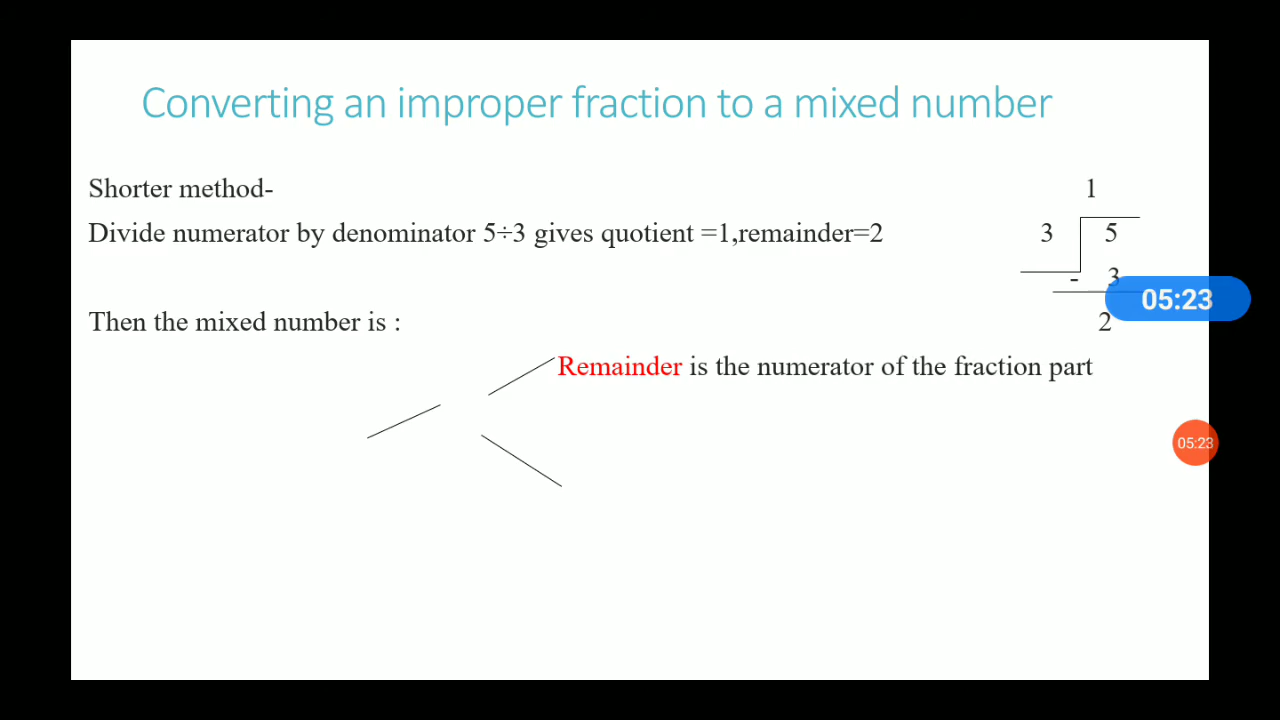 Converting an improper fraction to a mixed number
Shorter method-
1
Divide numerator by denominator 5÷3 gives quotient =1,remainder=2
3 5
- 3
05:23
Then the mixed number is :
2
Remainder is the numerator of the fraction part
05:23